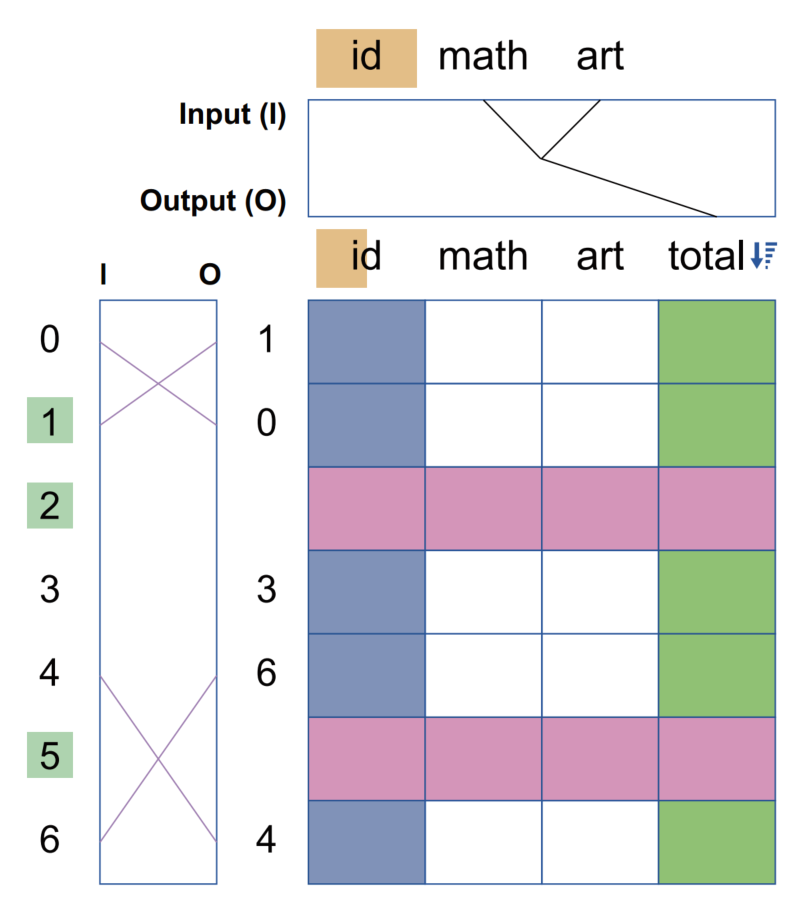 id math art
Input (I)
Output (O)
id math art total
I O
0 1
1 0
2
3 3
4 6
5
6 4